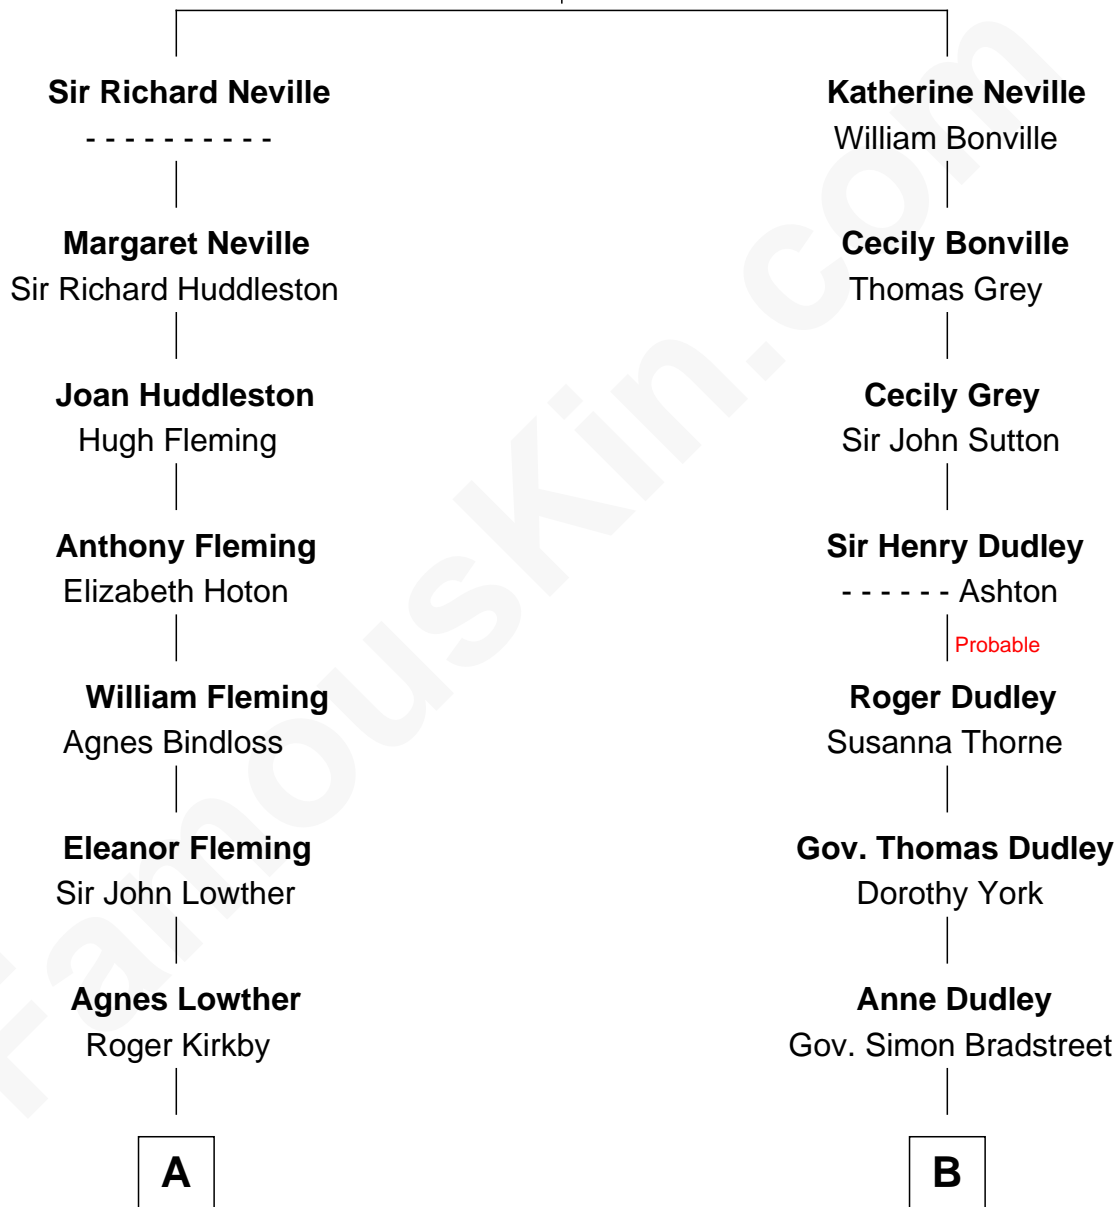 Sir Richard Neville
- - - - - - - - - -
Margaret Neville
Sir Richard Huddleston
Joan Huddleston
Hugh Fleming
Anthony Fleming
Elizabeth Hoton
William Fleming
Agnes Bindloss
Eleanor Fleming
Sir John Lowther
Agnes Lowther
Roger Kirkby
A
Katherine Neville
William Bonville
Cecily Bonville
Thomas Grey
Cecily Grey
Sir John Sutton
Sir Henry Dudley
- - - - - - Ashton
Probable
Roger Dudley
Susanna Thorne
Gov. Thomas Dudley
Dorothy York
Anne Dudley
Gov. Simon Bradstreet
B
FamousKin.com